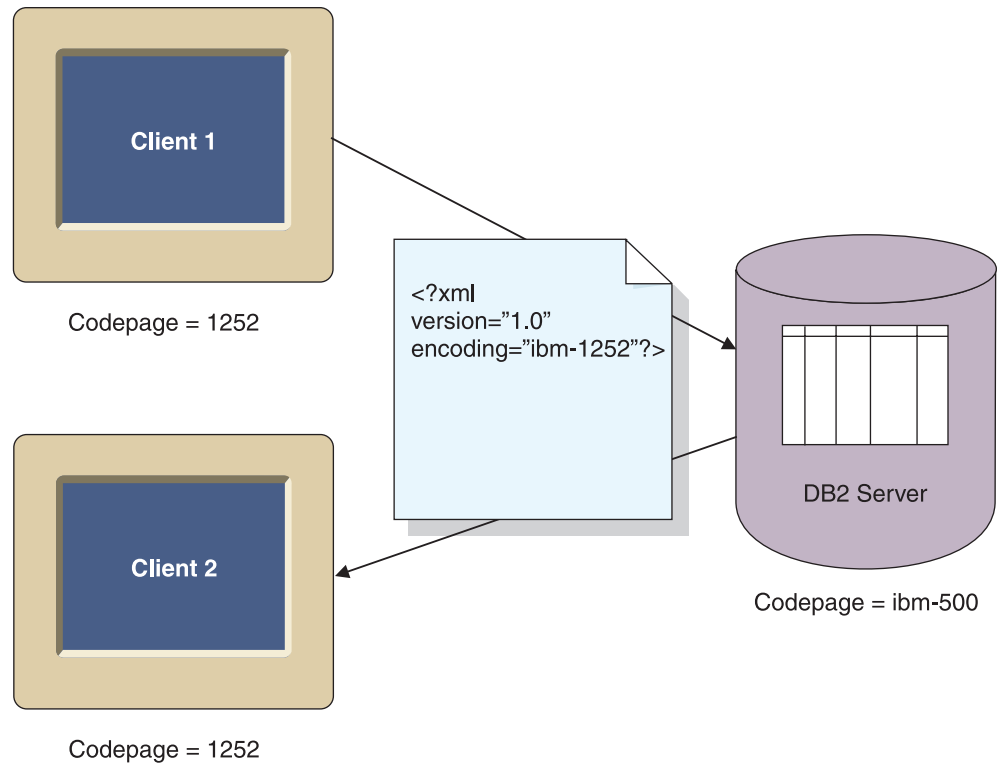 Client 1
Codepage = 1252
<?xml
version=”1.0”
encoding=”ibm-1252”?>
DB2 Server
Codepage = ibm-500
Client 2
Codepage = 1252